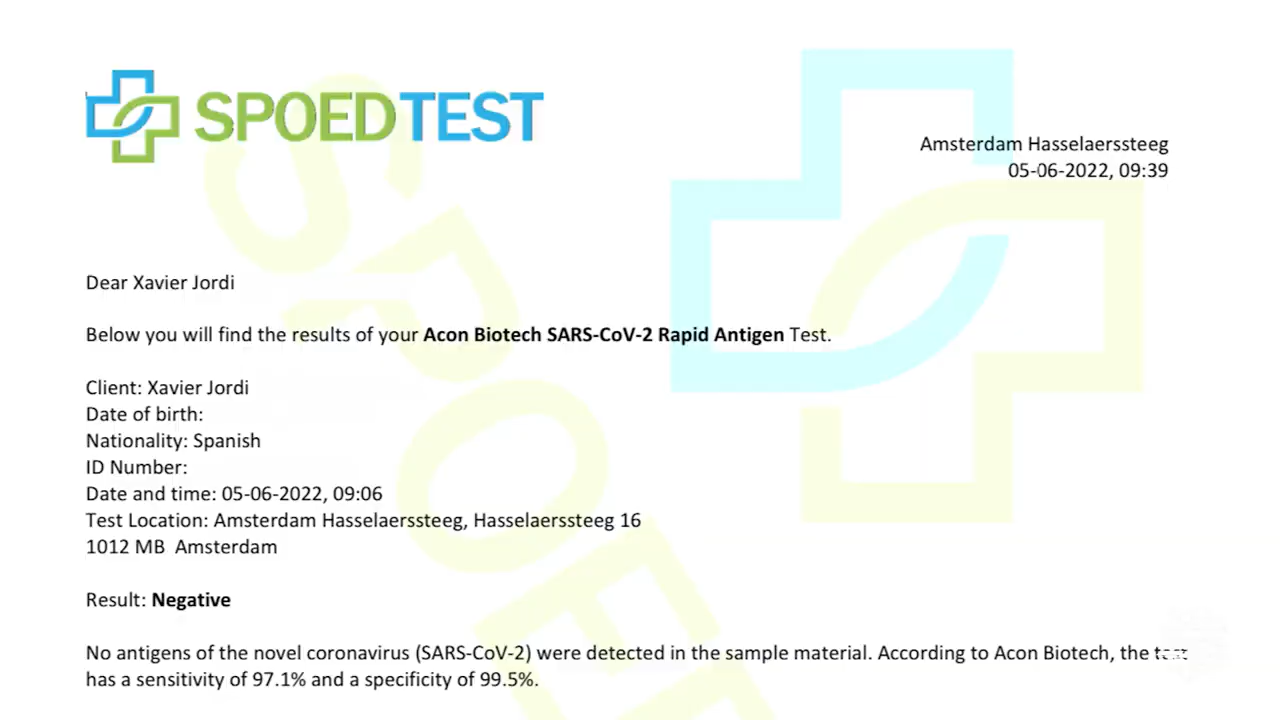 SPOEDTEST
Amsterdam Hasselaerssteeg
05-06-2022, 09:39
Dear Xavier Jordi
Below you will find the results of your Acon Biotech SARS-CoV-2 Rapid Antigen Test.
Client: Xavier Jordi
Date of birth:
Nationality: Spanish
ID Number:
Date and time: 05-06-2022, 09:06
Test Location: Amsterdam Hasselaerssteeg, Hasselaerssteeg 16
1012 MB Amsterdam
Result: Negative
No antigens of the novel coronavirus (SARS-CoV-2) were detected in the sample material. According to Acon Biotech, the
has a sensitivity of 97.1% and a specificity of 99.5%.
SPOE